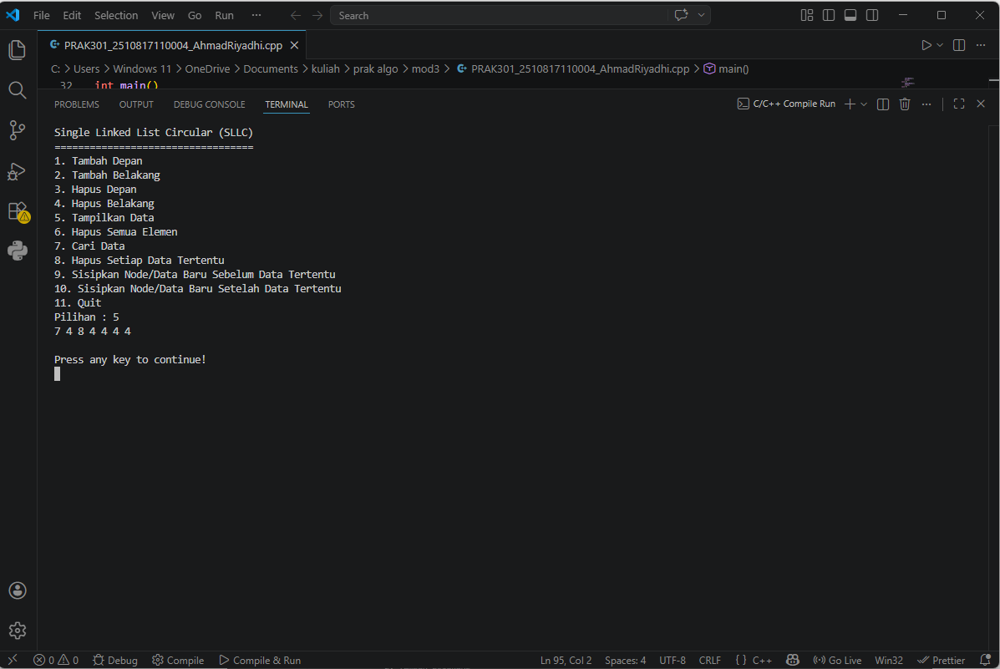 File Edit Selection View Go Run ··· Search
PRAK301_2510817110004_AhmadRiyadhi.cpp
C: > Users > Windows 11 > OneDrive > Documents > kuliah > prak algo > mod3 > PRAK301_2510817110004_AhmadRiyadhi.cpp > main()
32 int main()
PROBLEMS OUTPUT DEBUG CONSOLE TERMINAL PORTS C/C++ Compile Run
Single Linked List Circular (SLLC)
==================================
1. Tambah Depan
2. Tambah Belakang
3. Hapus Depan
4. Hapus Belakang
5. Tampilkan Data
6. Hapus Semua Elemen
7. Cari Data
8. Hapus Setiap Data Tertentu
9. Sisipkan Node/Data Baru Sebelum Data Tertentu
10. Sisipkan Node/Data Baru Setelah Data Tertentu
11. Quit
Pilihan : 5
7 4 8 4 4 4 4
Press any key to continue!
0 0 Debug Compile Compile & Run Ln 95, Col 2 Spaces: 4 UTF-8 CRLF { } C++ Go Live Win32 Prettier